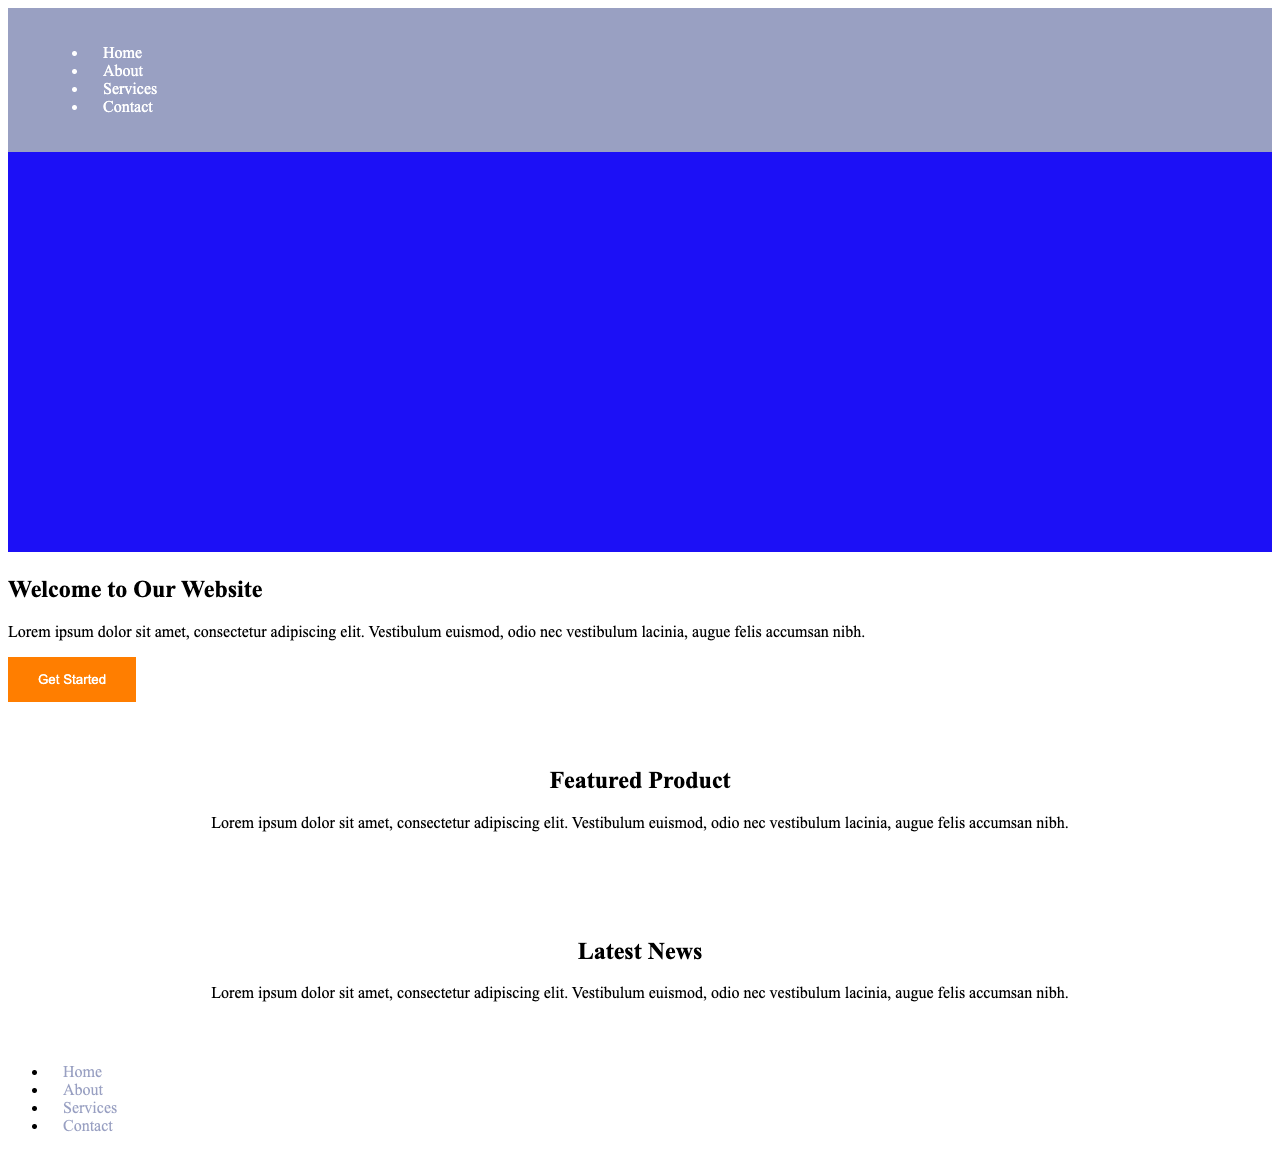 Home
About
Services
Contact
Welcome to Our Website
Lorem ipsum dolor sit amet, consectetur adipiscing elit. Vestibulum euismod, odio nec vestibulum lacinia, augue felis accumsan nibh.
Get Started
Featured Product
Lorem ipsum dolor sit amet, consectetur adipiscing elit. Vestibulum euismod, odio nec vestibulum lacinia, augue felis accumsan nibh.
Latest News
Lorem ipsum dolor sit amet, consectetur adipiscing elit. Vestibulum euismod, odio nec vestibulum lacinia, augue felis accumsan nibh.
Home
About
Services
Contact